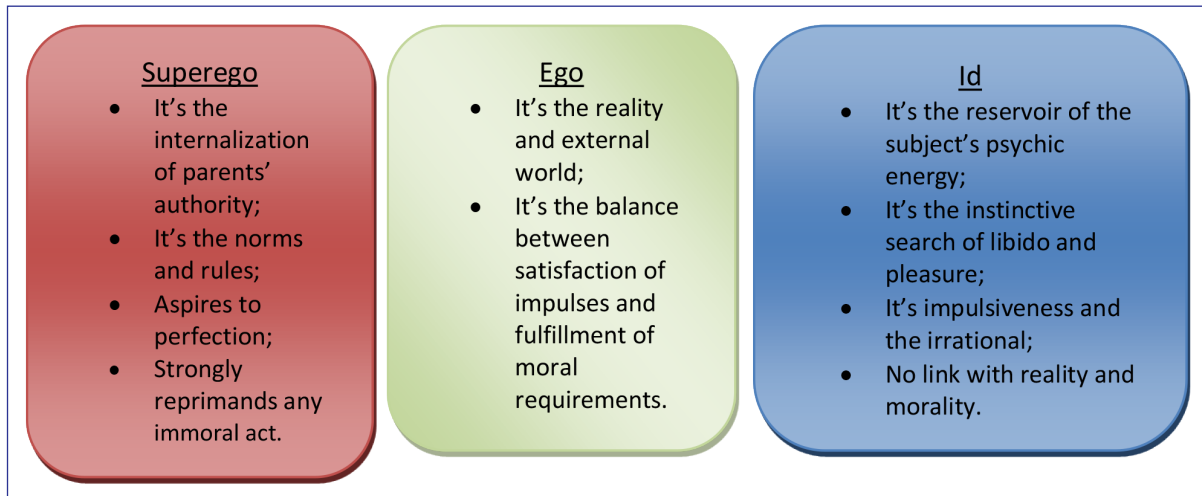 Superego
• It’s the
internalization
of parents’
authority;
• It’s the norms
and rules;
• Aspires to
perfection;
• Strongly
reprimands any
immoral act.
Ego
• It’s the reality
and external
world;
• It’s the balance
between
satisfaction of
impulses and
fulfillment of
moral
requirements.
Id
• It’s the reservoir of the
subject’s psychic
energy;
• It’s the instinctive
search of libido and
pleasure;
• It’s impulsiveness and
the irrational;
• No link with reality and
morality.